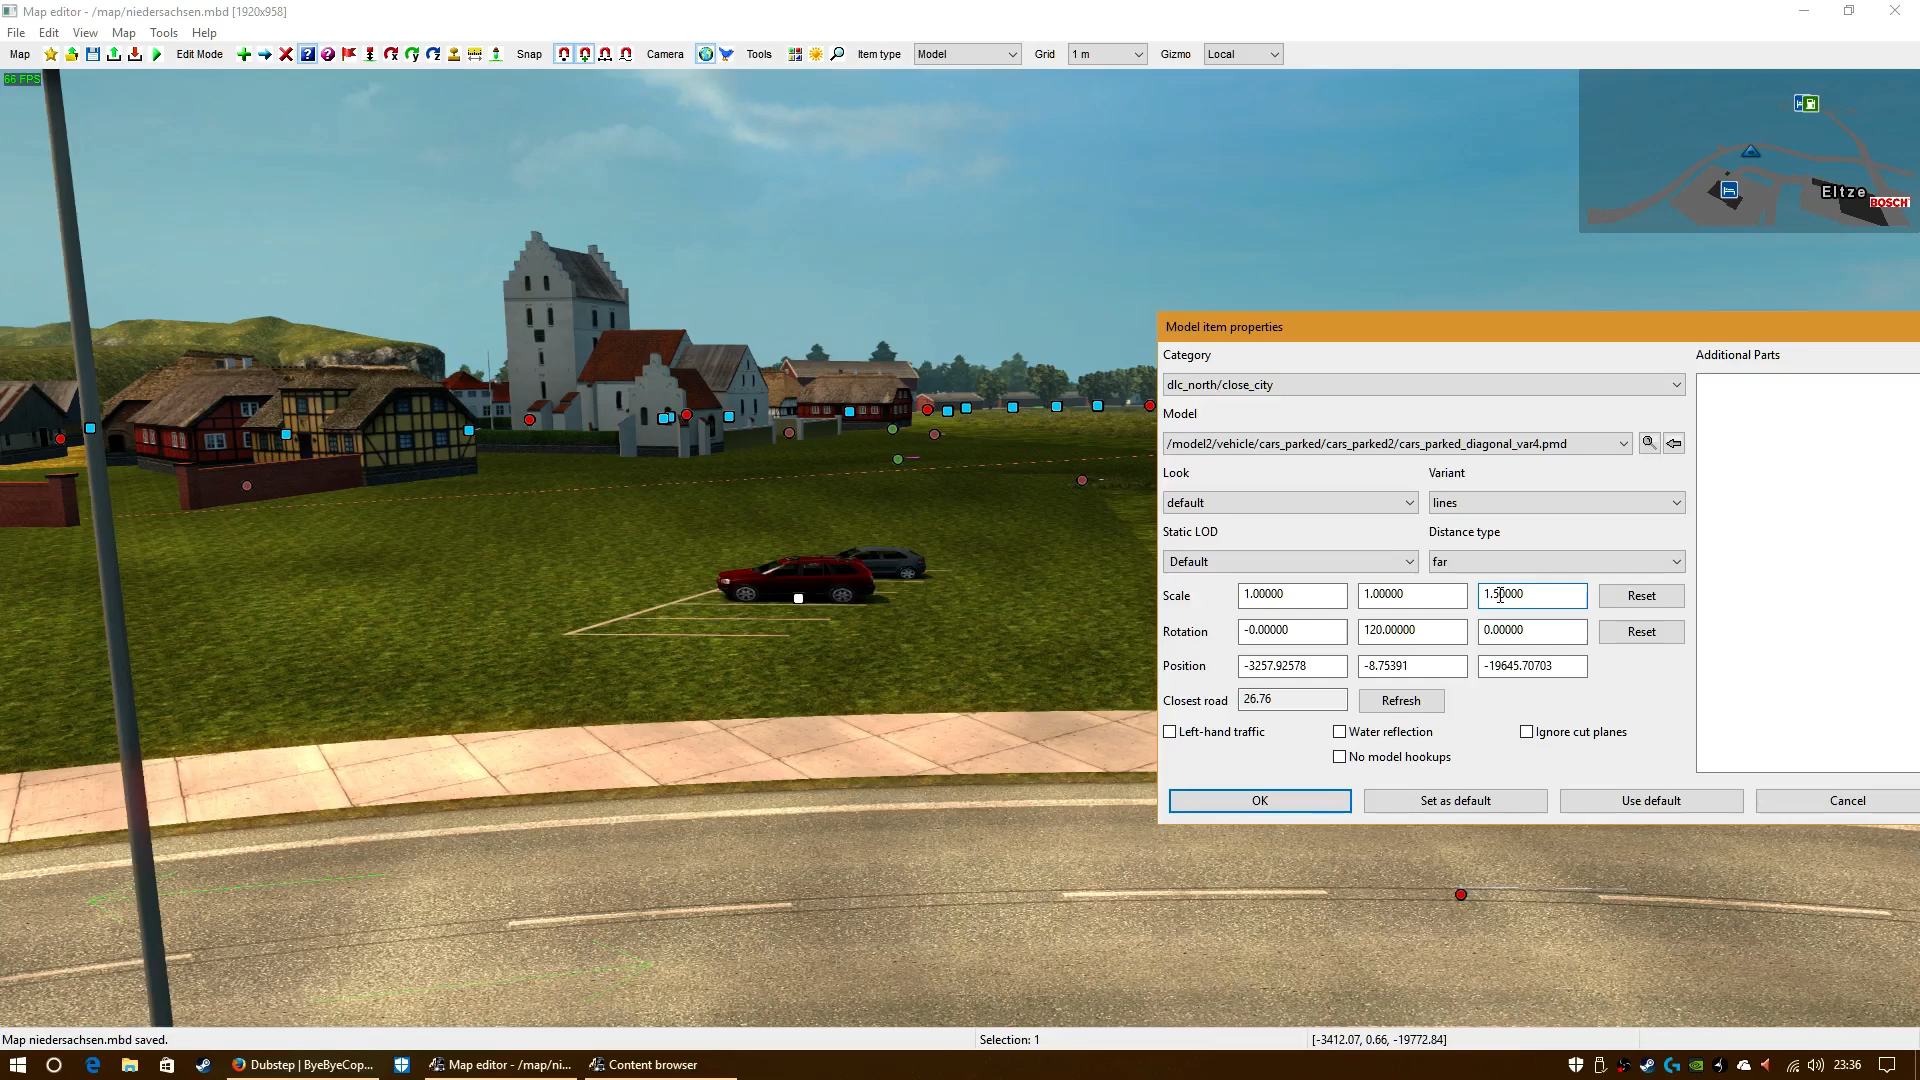 Map editor - /map/niedersachsen.mbd [1920x958]
File Edit View Map Tools Help
Map Edit Mode Snap Camera Tools Item type Model Grid 1 m Gizmo Local
66 FPS
Eltze
BOSCH
Model item properties
Category Additional Parts
dlc_north/close_city
Model
/model2/vehicle/cars_parked/cars_parked2/cars_parked_diagonal_var4.pmd
Look Variant
default lines
Static LOD Distance type
Default far
Scale 1.00000 1.00000 1.50000 Reset
Rotation -0.00000 120.00000 0.00000 Reset
Position -3257.92578 -8.75391 -19645.70703
Closest road 26.76 Refresh
Left-hand traffic Water reflection Ignore cut planes
No model hookups
OK Set as default Use default Cancel
Map niedersachsen.mbd saved. Selection: 1 [-3412.07, 0.66, -19772.84]
Dubstep | ByeByeCop... Map editor - /map/ni... Content browser 23:36